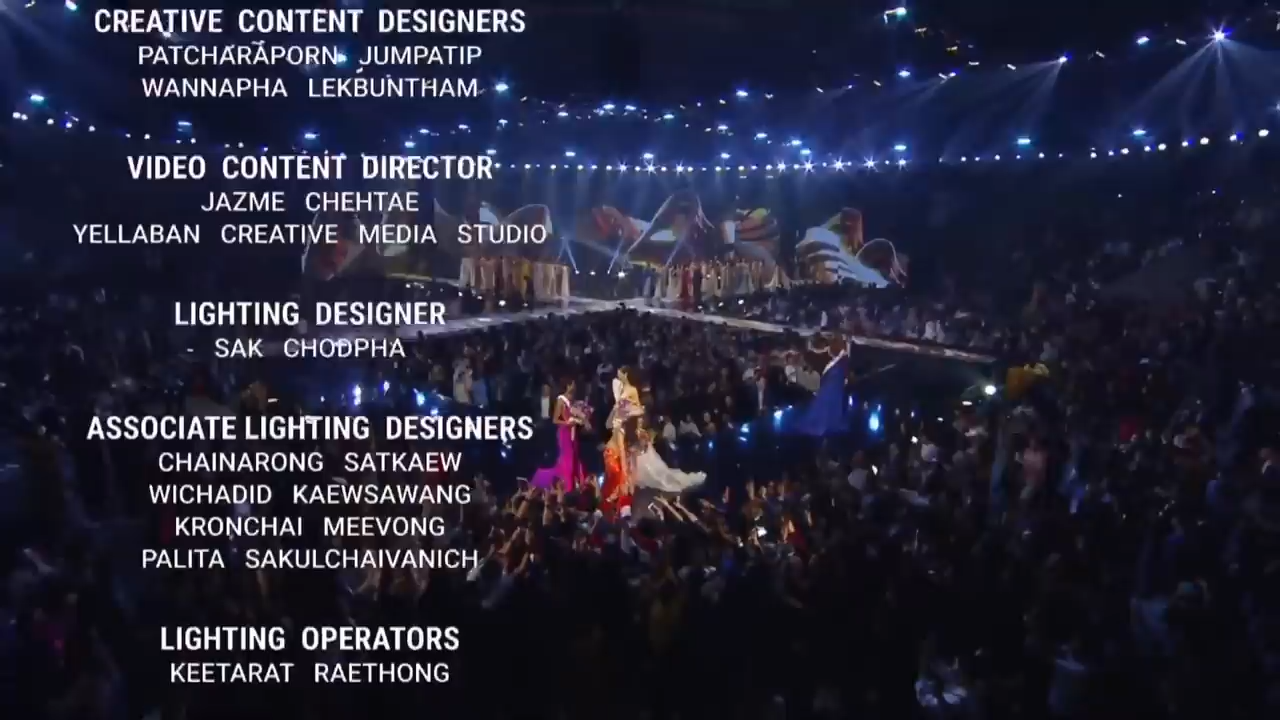 CREATIVE CONTENT DESIGNERS
PATCHARAPORN JUMPATIP
WANNAPHA LEKBUNTHAM
VIDEO CONTENT DIRECTOR
JAZME CHEHTAE
YELLABAN CREATIVE MEDIA STUDIO
LIGHTING DESIGNER
SAK CHODPHA
ASSOCIATE LIGHTING DESIGNERS
CHAINARONG SATKAEW
WICHADID KAEWSAWANG
KRONCHAI MEEVONG
PALITA SAKULCHAIVANICH
LIGHTING OPERATORS
KEETARAT RAETHONG